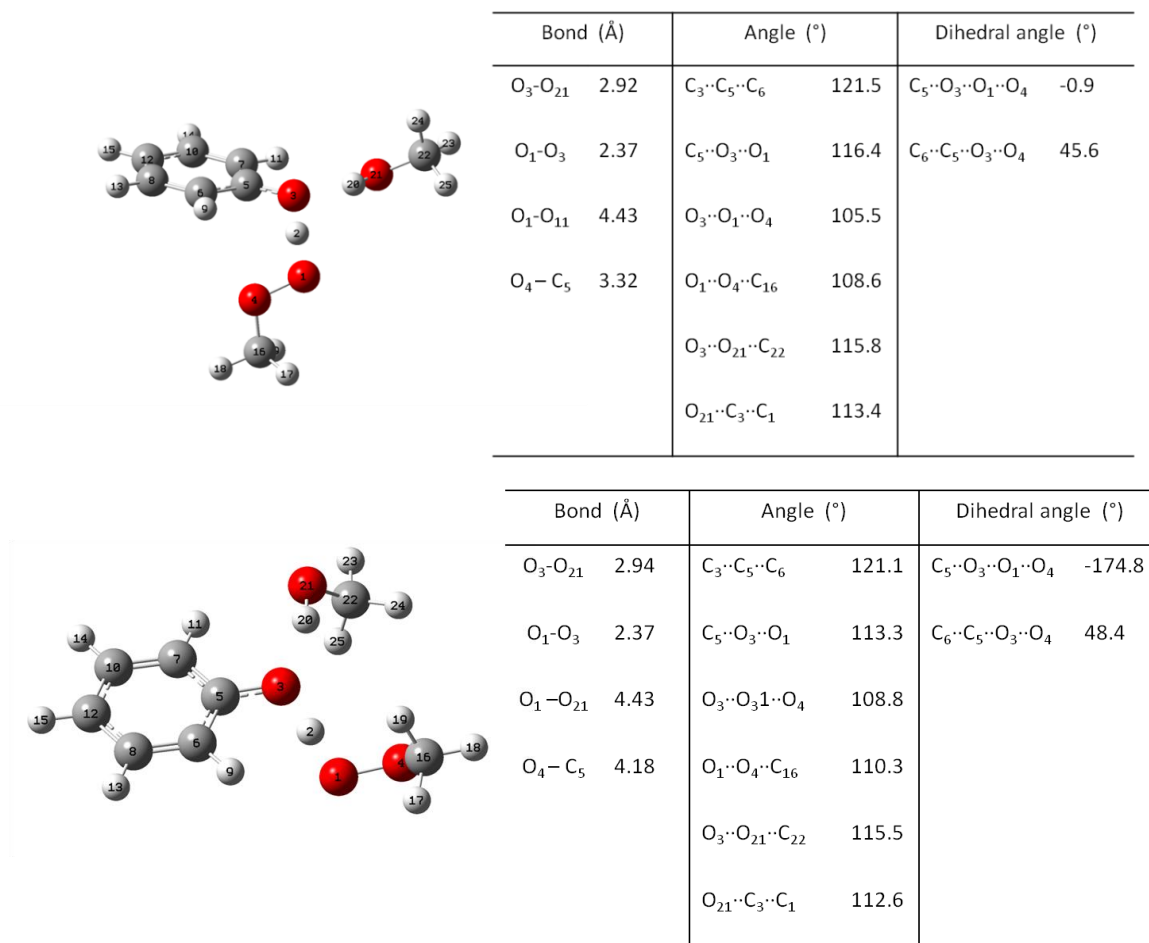 Bond (Å) Angle (°) Dihedral angle (°)
O₃-O₂₁ 2.92 C₃··C₅··C₆ 121.5 C₅··O₃··O₁··O₄ -0.9
O₁-O₃ 2.37 C₅··O₃··O₁ 116.4 C₆··C₅··O₃··O₄ 45.6
O₁-O₁₁ 4.43 O₃··O₁··O₄ 105.5
O₄ – C₅ 3.32 O₁··O₄··C₁₆ 108.6
O₃··O₂₁··C₂₂ 115.8
O₂₁··C₃··C₁ 113.4
24
23
14
15 12 10 7 11 22
21
13 8 6 5 20 25
3
9
2
1
4
16 9
18 17
Bond (Å) Angle (°) Dihedral angle (°)
O₃-O₂₁ 2.94 C₃··C₅··C₆ 121.1 C₅··O₃··O₁··O₄ -174.8
O₁-O₃ 2.37 C₅··O₃··O₁ 113.3 C₆··C₅··O₃··O₄ 48.4
O₁ –O₂₁ 4.43 O₃··O₃1··O₄ 108.8
O₄ – C₅ 4.18 O₁··O₄··C₁₆ 110.3
O₃··O₂₁··C₂₂ 115.5
O₂₁··C₃··C₁ 112.6
23
21
22 24
11 20
14 25
10 7
5 3
15 12 19
2
8 6 16 18
9 1 4
13 17